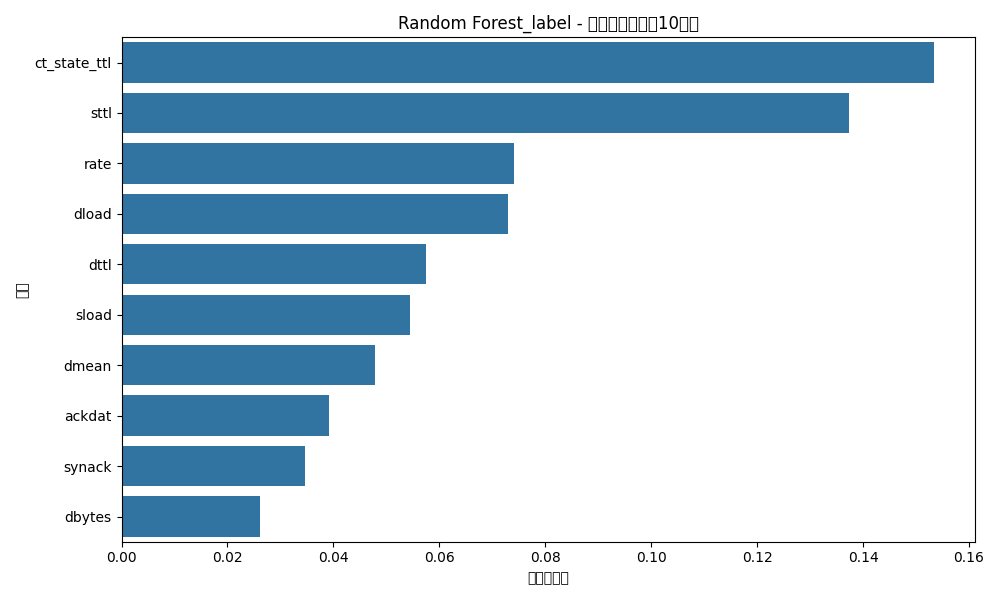 Random Forest_label - 10
ct_state_ttl
sttl
rate
dload
dttl
sload
dmean
ackdat
synack
dbytes
0.00 0.02 0.04 0.06 0.08 0.10 0.12 0.14 0.16